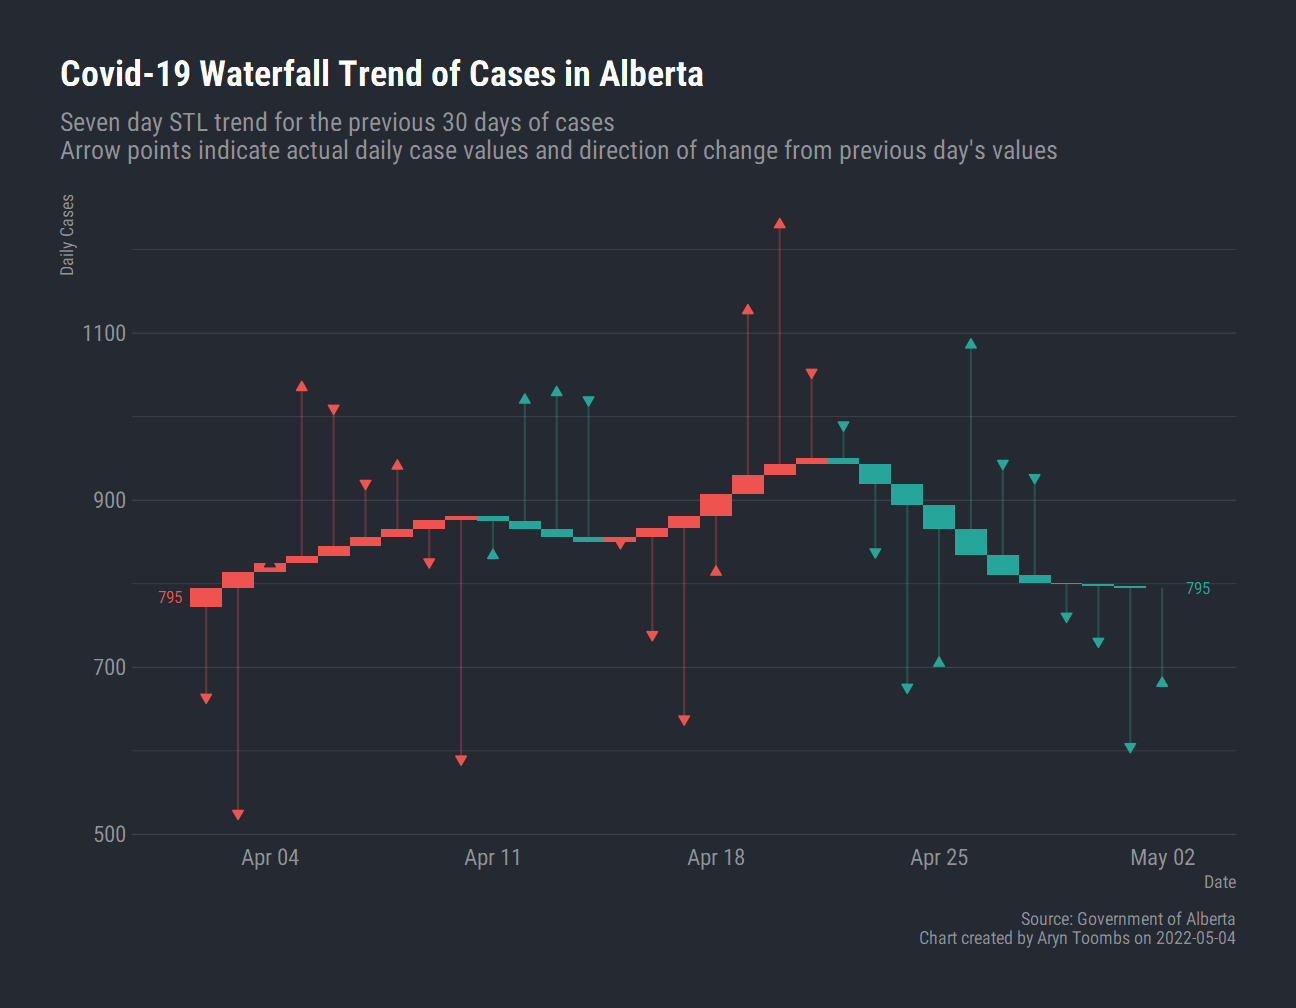 Covid-19 Waterfall Trend of Cases in Alberta
Seven day STL trend for the previous 30 days of cases
Arrow points indicate actual daily case values and direction of change from previous day's values
Daily Cases
1100
900
700
500
795
795
Apr 04
Apr 11
Apr 18
Apr 25
May 02
Date
Source: Government of Alberta
Chart created by Aryn Toombs on 2022-05-04